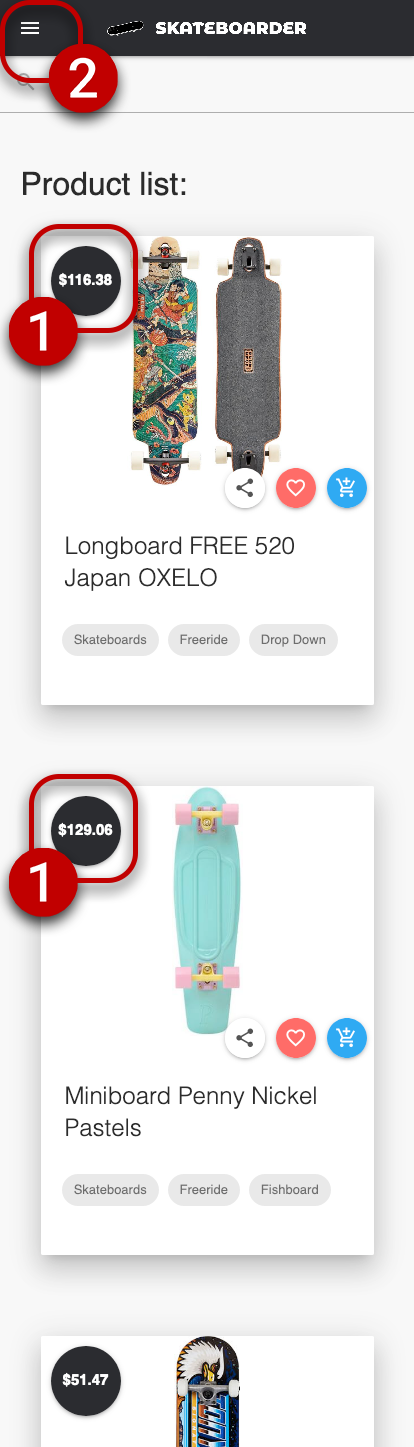 SKATEBOARDER
2
Product list:
$116.38
1
Longboard FREE 520
Japan OXELO
Skateboards Freeride Drop Down
$129.06
1
Miniboard Penny Nickel
Pastels
Skateboards Freeride Fishboard
$51.47